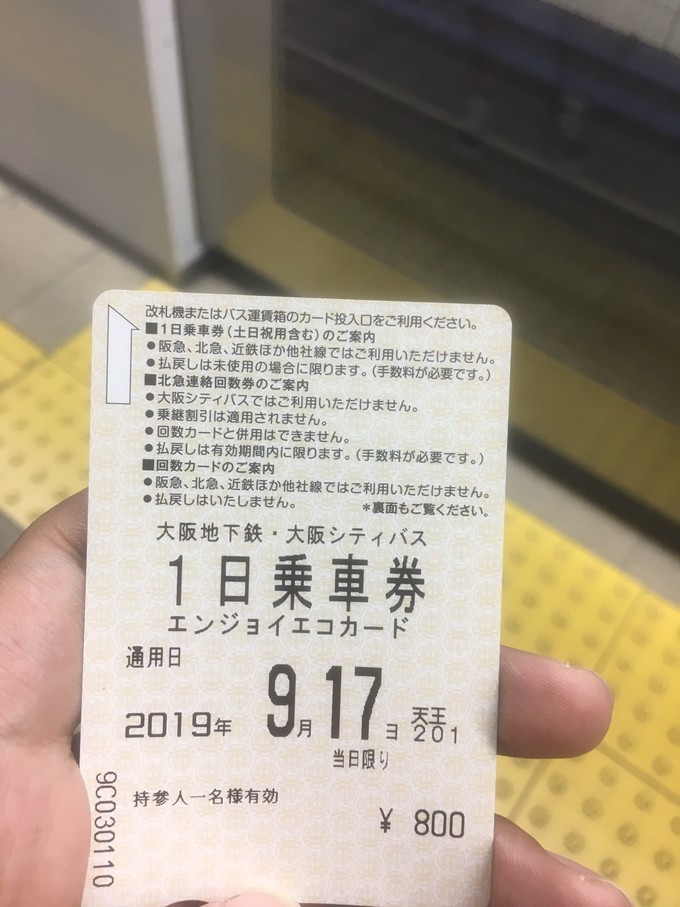 改札機またはバス運賃箱のカード投入口をご利用ください。
■1日乗車券(土日祝用含む)のご案内
●阪急、北急、近鉄ほか他社線ではご利用いただけません。
●払戻しは未使用の場合に限ります。(手数料が必要です。)
■北急連絡回数券のご案内
●大阪シティバスではご利用いただけません。
●乗継割引は適用されません。
●回数カードと併用はできません。
●払戻しは有効期間内に限ります。(手数料が必要です。)
■回数カードのご案内
●阪急、北急、近鉄ほか他社線ではご利用いただけません。
●払戻しはいたしません。 *裏面もご覧ください。
大阪地下鉄・大阪シティバス
1日乗車券
エンジョイエコカード
通用日
2019年 9月17日 天王
201
当日限り
持参人一名様有効
¥ 800
9C030110